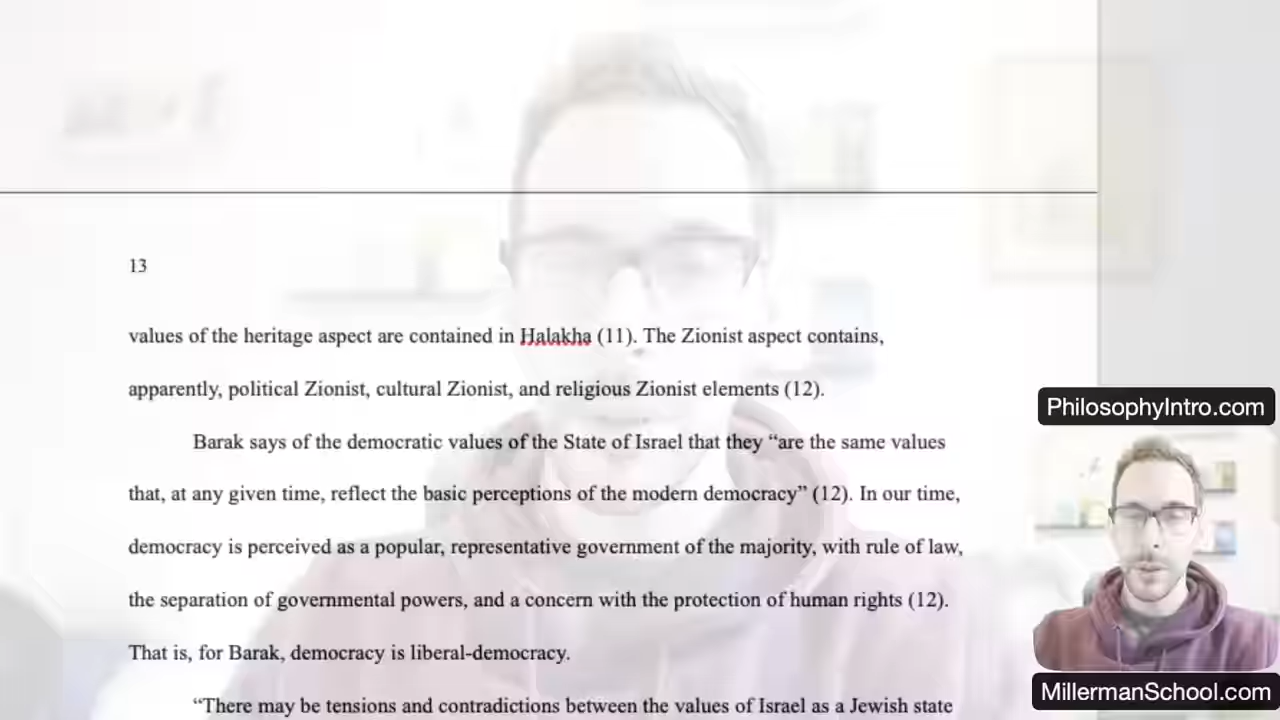 13
values of the heritage aspect are contained in Halakha (11). The Zionist aspect contains,
apparently, political Zionist, cultural Zionist, and religious Zionist elements (12).
Barak says of the democratic values of the State of Israel that they “are the same values
that, at any given time, reflect the basic perceptions of the modern democracy” (12). In our time,
democracy is perceived as a popular, representative government of the majority, with rule of law,
the separation of governmental powers, and a concern with the protection of human rights (12).
That is, for Barak, democracy is liberal-democracy.
“There may be tensions and contradictions between the values of Israel as a Jewish state
PhilosophyIntro.com
MillermanSchool.com